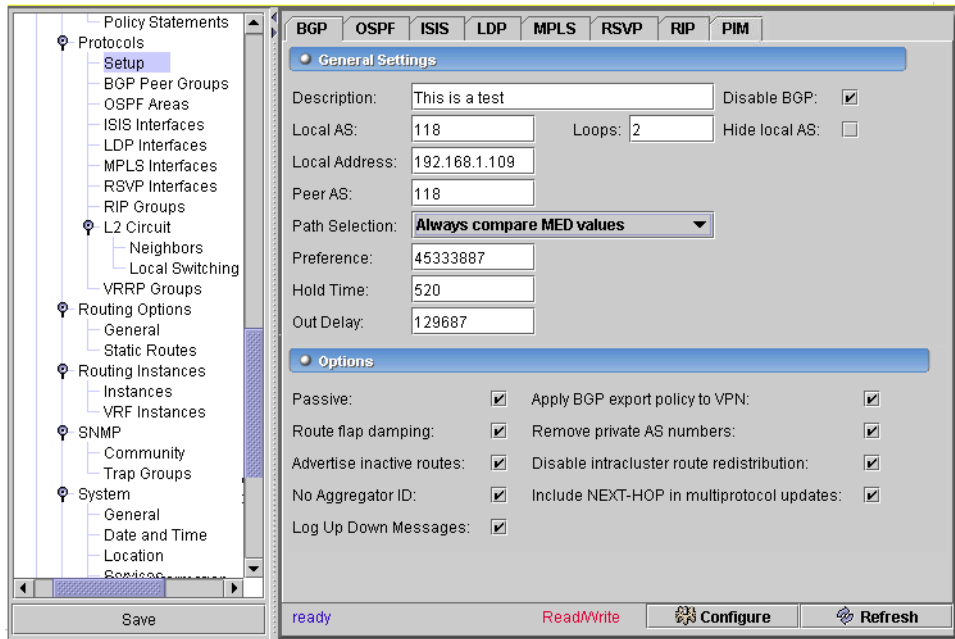 Policy Statements
Protocols
Setup
BGP Peer Groups
OSPF Areas
ISIS Interfaces
LDP Interfaces
MPLS Interfaces
RSVP Interfaces
RIP Groups
L2 Circuit
Neighbors
Local Switching
VRRP Groups
Routing Options
General
Static Routes
Routing Instances
Instances
VRF Instances
SNMP
Community
Trap Groups
System
General
Date and Time
Location
Save
BGP OSPF ISIS LDP MPLS RSVP RIP PIM
General Settings
Description: This is a test Disable BGP:
Local AS: 118 Loops: 2 Hide local AS:
Local Address: 192.168.1.109
Peer AS: 118
Path Selection: Always compare MED values
Preference: 45333887
Hold Time: 520
Out Delay: 129687
Options
Passive: Apply BGP export policy to VPN:
Route flap damping: Remove private AS numbers:
Advertise inactive routes: Disable intracluster route redistribution:
No Aggregator ID: Include NEXT-HOP in multiprotocol updates:
Log Up Down Messages:
ready Read/Write Configure Refresh